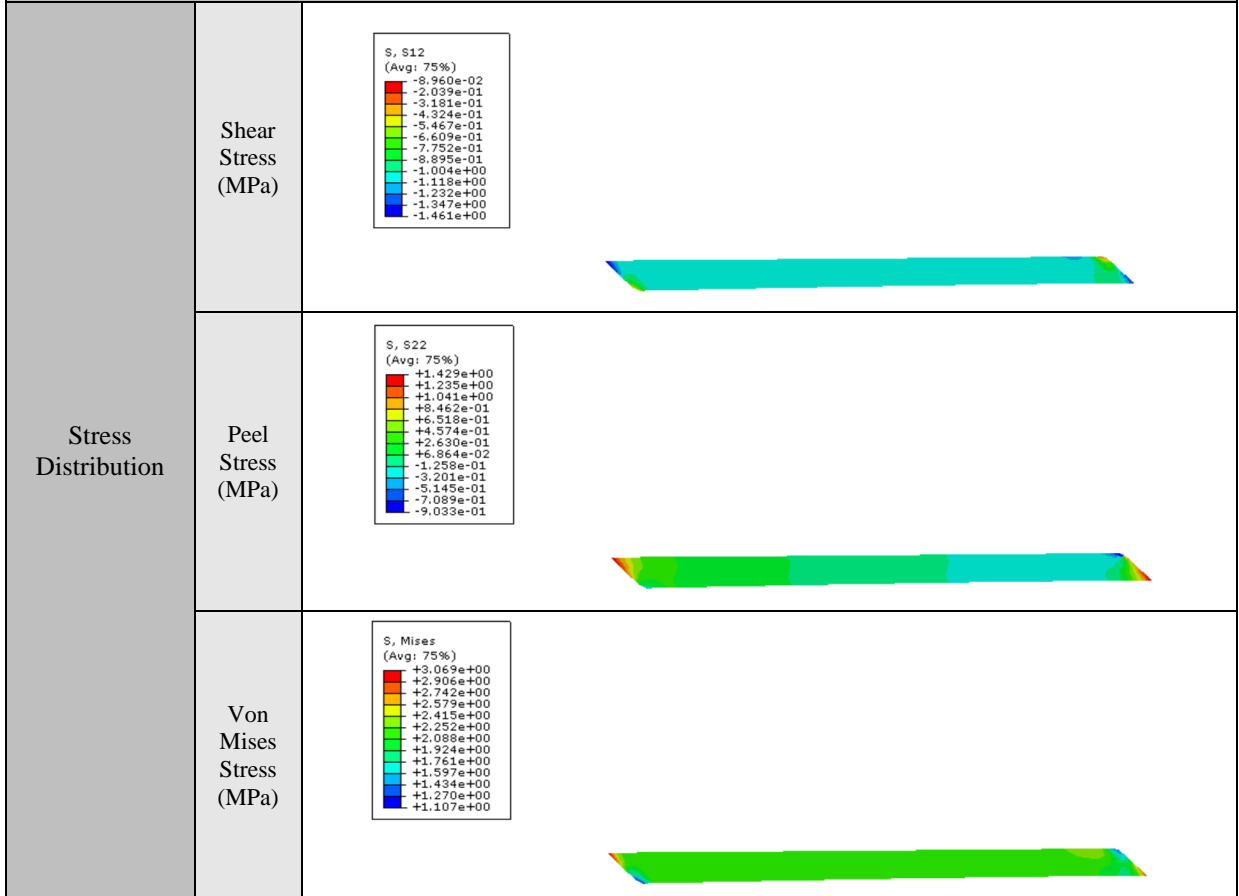 Stress
Distribution
Shear
Stress
(MPa)
S, S12
(Avg: 75%)
-8.960e-02
-2.039e-01
-3.181e-01
-4.324e-01
-5.467e-01
-6.609e-01
-7.752e-01
-8.895e-01
-1.004e+00
-1.118e+00
-1.232e+00
-1.347e+00
-1.461e+00
Peel
Stress
(MPa)
S, S22
(Avg: 75%)
+1.429e+00
+1.235e+00
+1.041e+00
+8.462e-01
+6.518e-01
+4.574e-01
+2.630e-01
+6.864e-02
-1.258e-01
-3.201e-01
-5.145e-01
-7.089e-01
-9.033e-01
Von
Mises
Stress
(MPa)
S, Mises
(Avg: 75%)
+3.069e+00
+2.906e+00
+2.742e+00
+2.579e+00
+2.415e+00
+2.252e+00
+2.088e+00
+1.924e+00
+1.761e+00
+1.597e+00
+1.434e+00
+1.270e+00
+1.107e+00